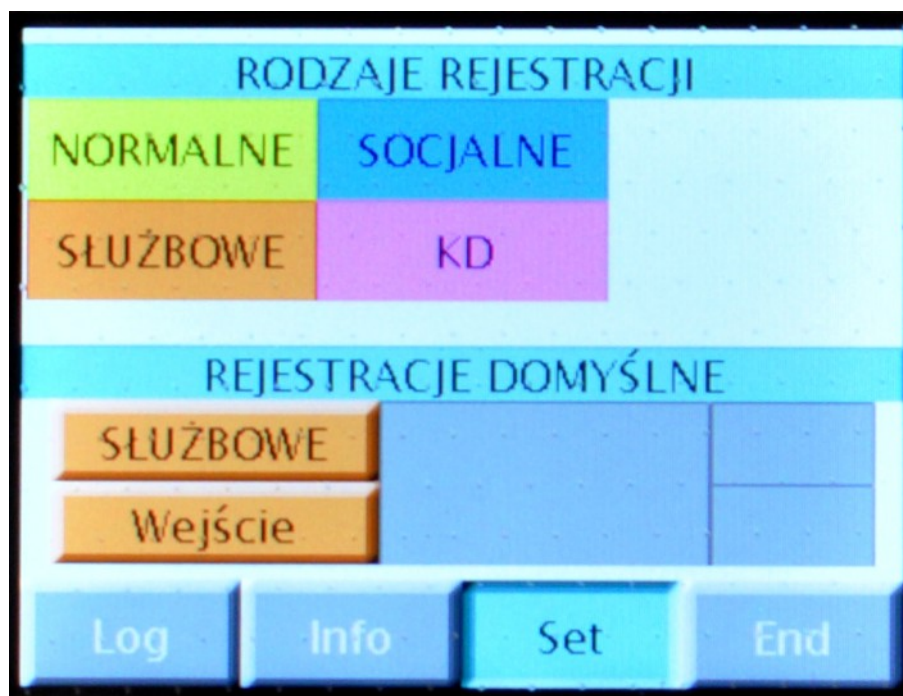 RODZAJE REJESTRACJI
NORMALNE SOCJALNE
SŁUŻBOWE KD
REJESTRACJE DOMYŚLNE
SŁUŻBOWE
Wejście
Log Info Set End